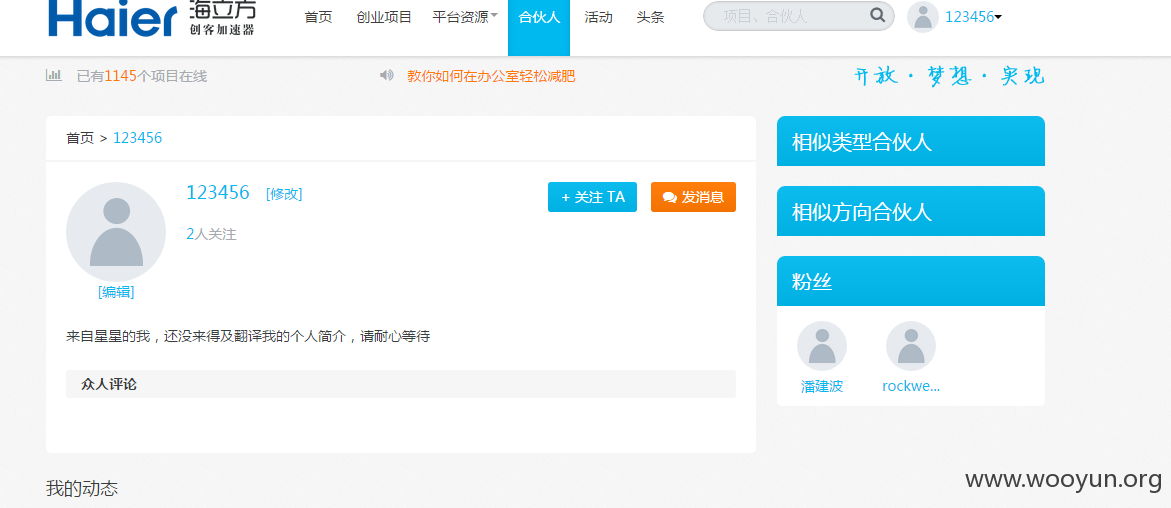 Haier 海立方 创客加速器 首页 创业项目 平台资源 合伙人 活动 头条 项目、合伙人 123456
已有1145个项目在线 教你如何在办公室轻松减肥 开放·梦想·实现
首页 > 123456
123456 [修改] + 关注 TA 发消息
2人关注
[编辑]
来自星星的我，还没来得及翻译我的个人简介，请耐心等待
众人评论
相似类型合伙人
相似方向合伙人
粉丝
潘建波 rockwe...
我的动态
www.wooyun.org